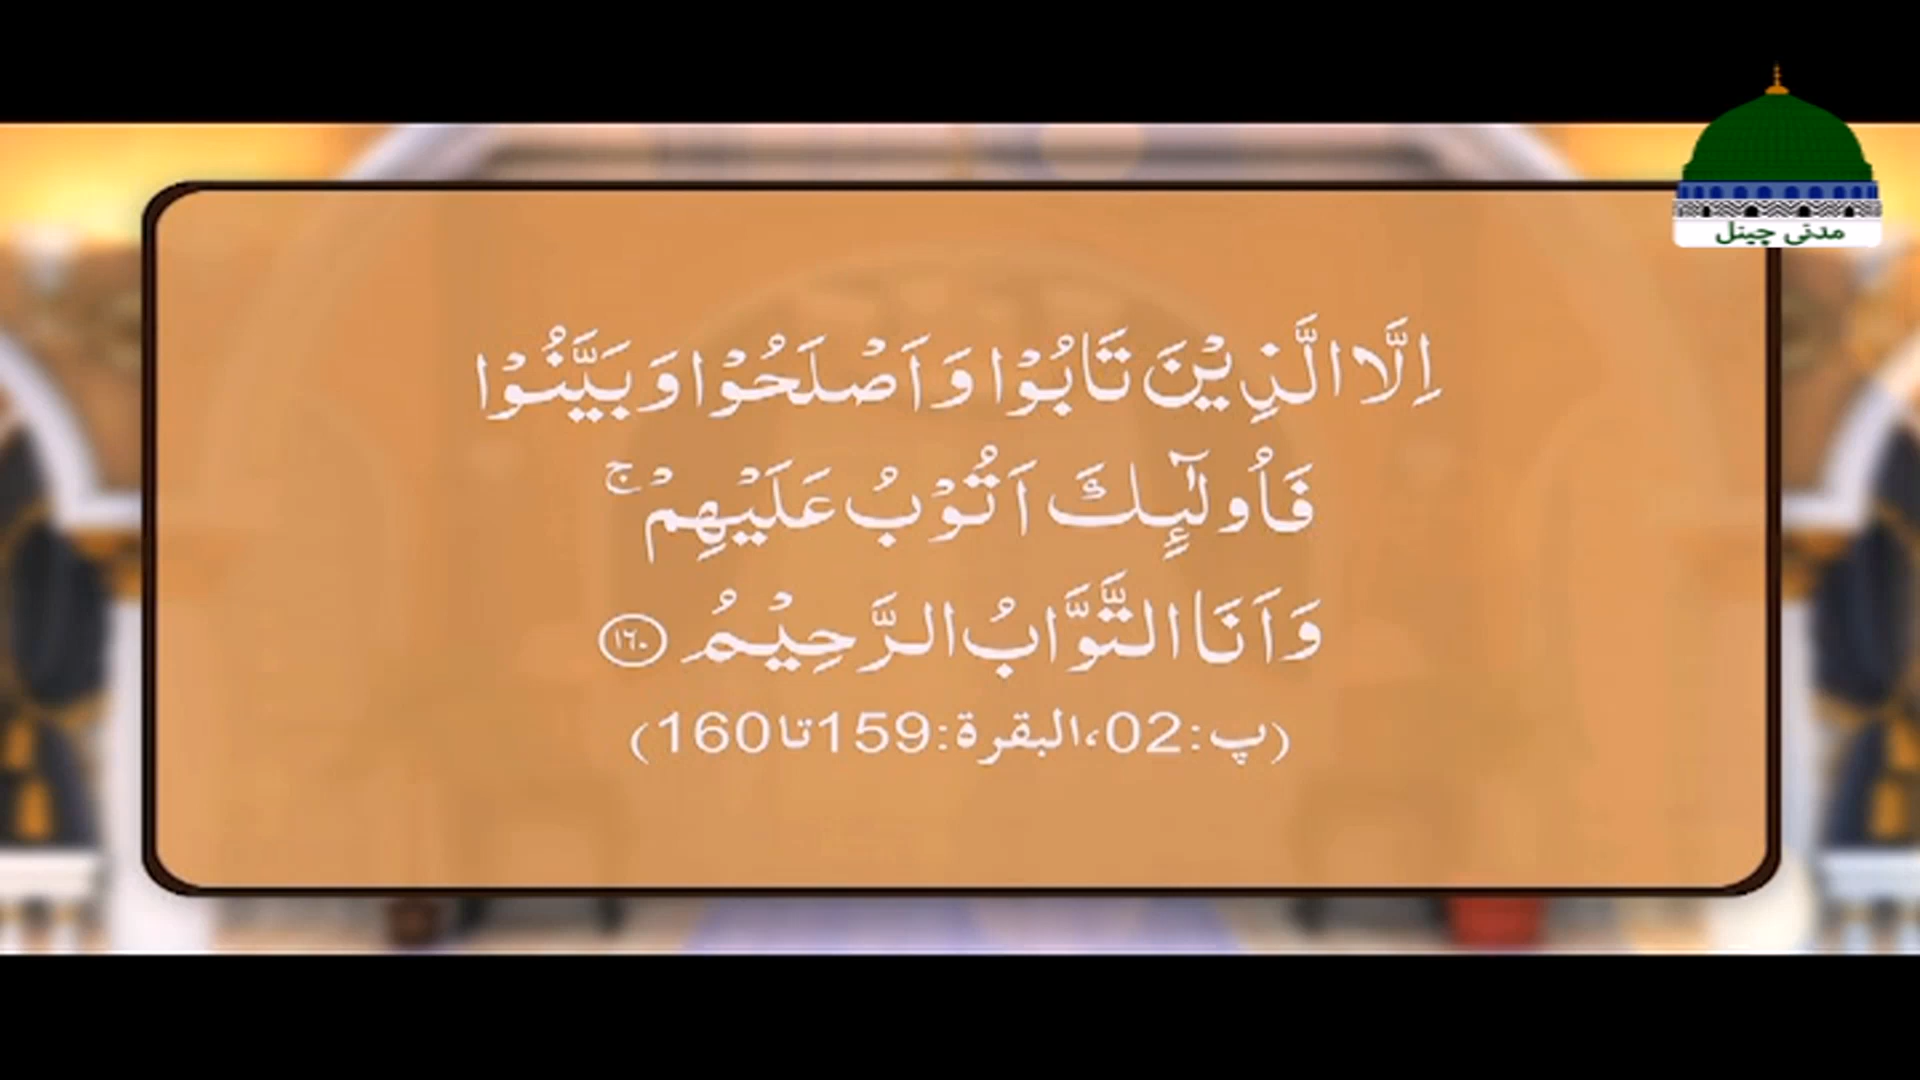 مدنی چینل
اِلَّا الَّذِیْنَ تَابُوْا وَ اَصْلَحُوْا وَ بَیَّنُوْا
فَاُولٰٓىٕكَ اَتُوْبُ عَلَیْهِمْۚ
وَ اَنَا التَّوَّابُ الرَّحِیْمُ ﴿۱۶۰﴾
(پ:02،البقرة:159تا160)